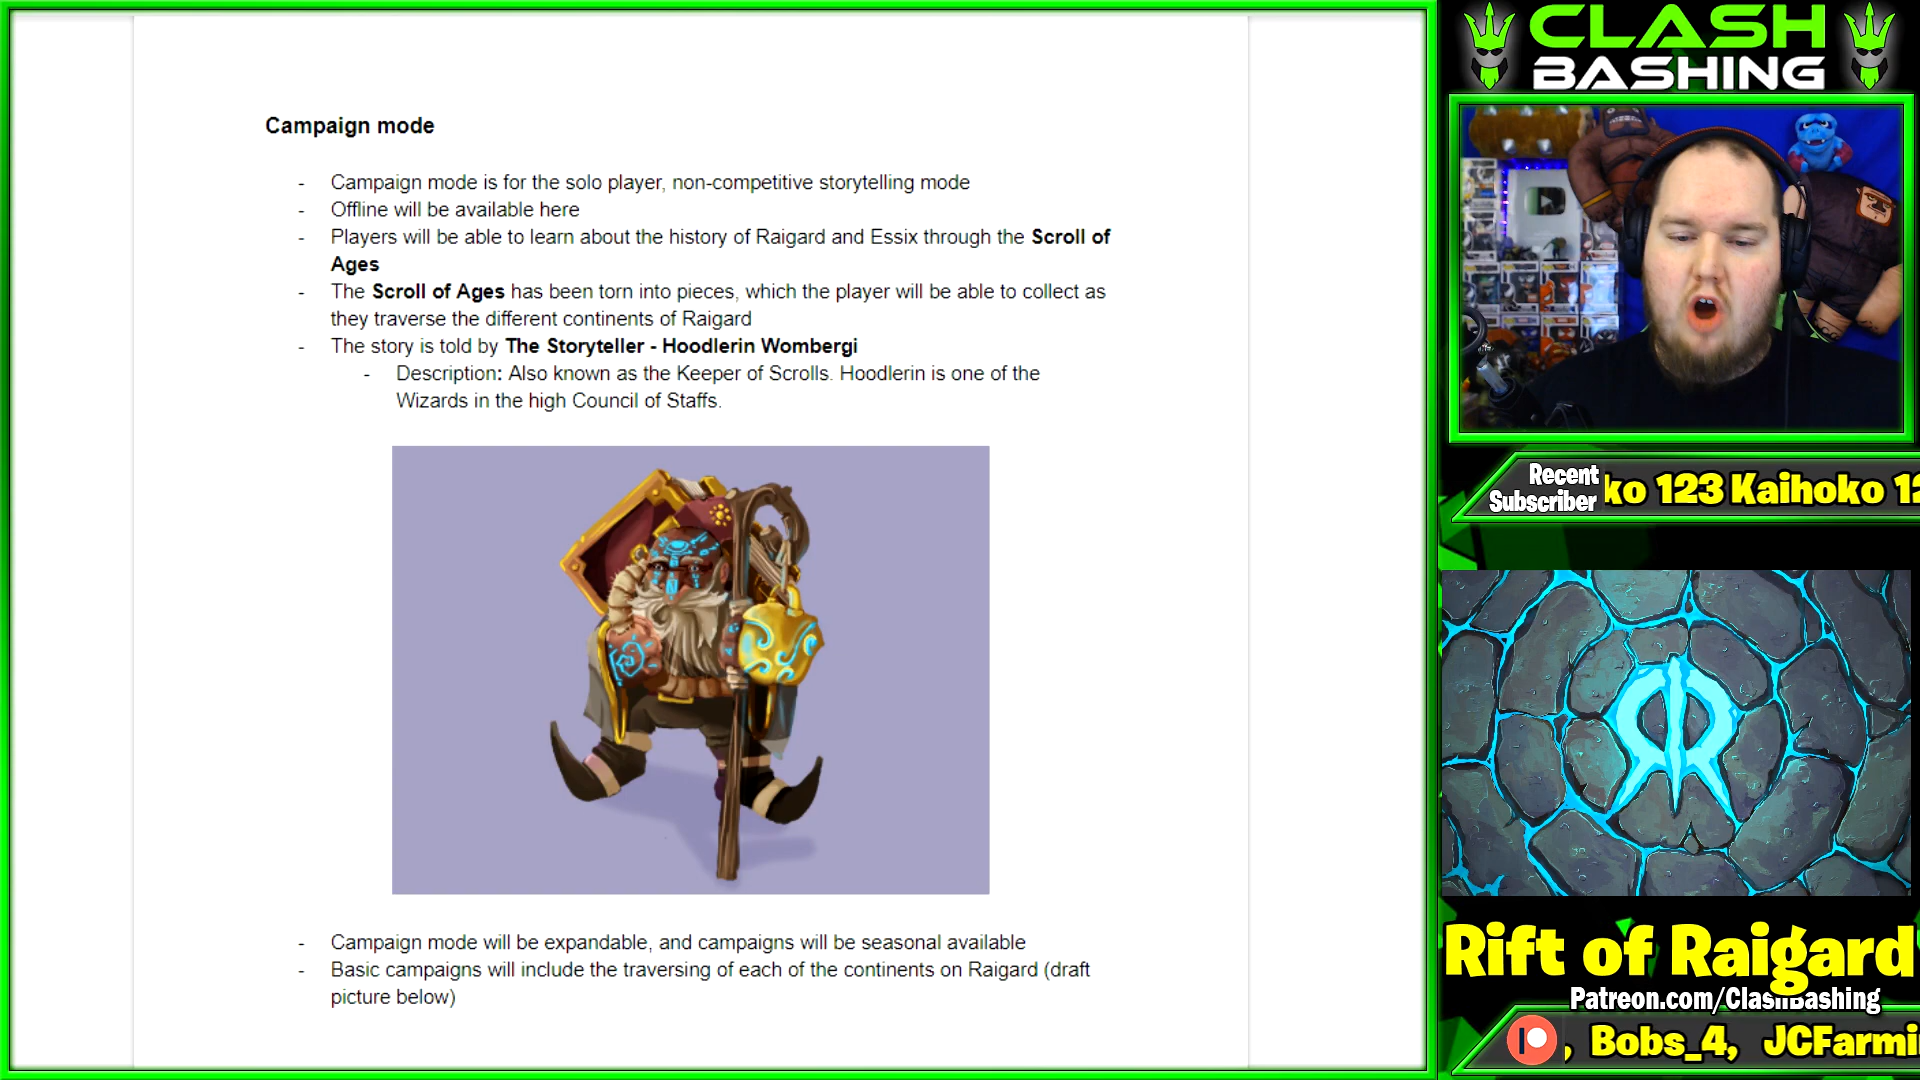 Campaign mode
- Campaign mode is for the solo player, non-competitive storytelling mode
- Offline will be available here
- Players will be able to learn about the history of Raigard and Essix through the Scroll of
Ages
- The Scroll of Ages has been torn into pieces, which the player will be able to collect as
they traverse the different continents of Raigard
- The story is told by The Storyteller - Hoodlerin Wombergi
- Description: Also known as the Keeper of Scrolls. Hoodlerin is one of the
Wizards in the high Council of Staffs.
- Campaign mode will be expandable, and campaigns will be seasonal available
- Basic campaigns will include the traversing of each of the continents on Raigard (draft
picture below)
CLASH
BASHING
Recent
Subscriber
ko 123 Kaihoko 12
Rift of Raigard
Patreon.com/ClashBashing
, Bobs_4, JCFarmi